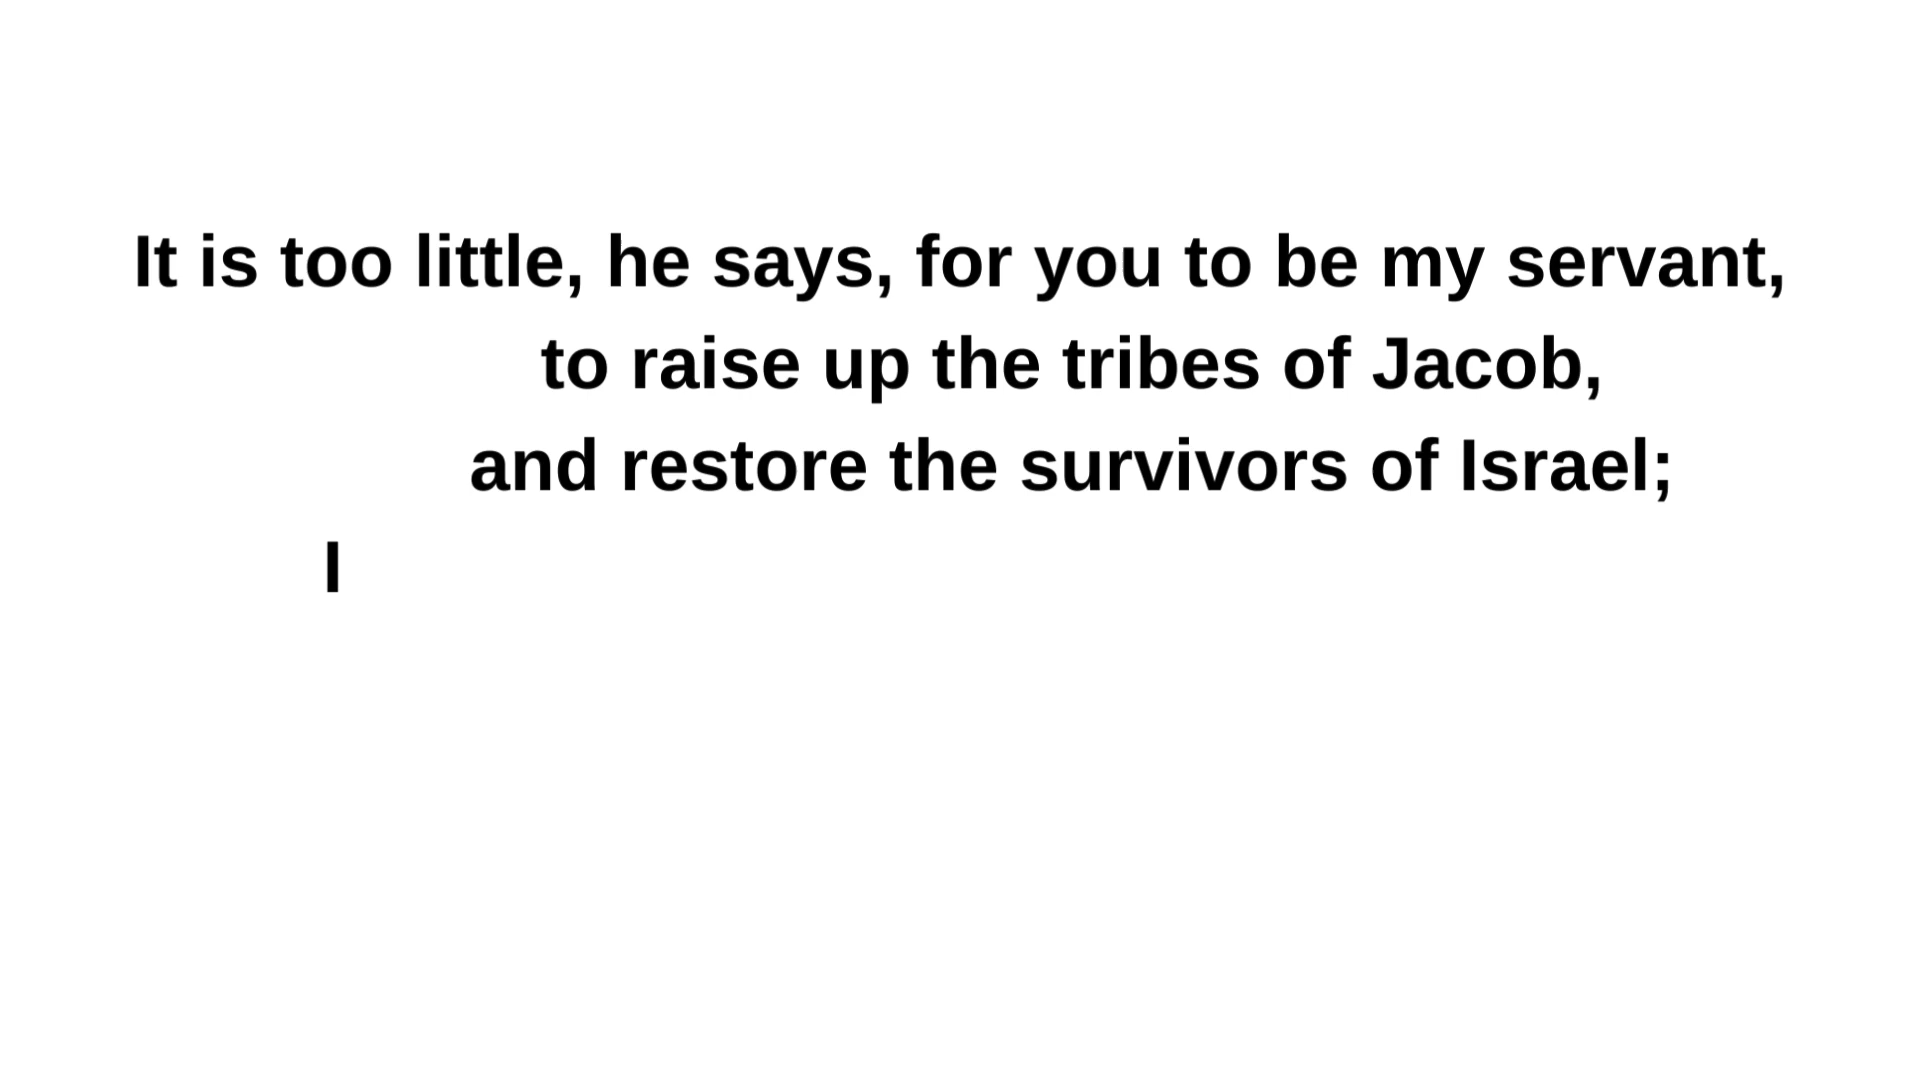 It is too little, he says, for you to be my servant,
to raise up the tribes of Jacob,
and restore the survivors of Israel;
I